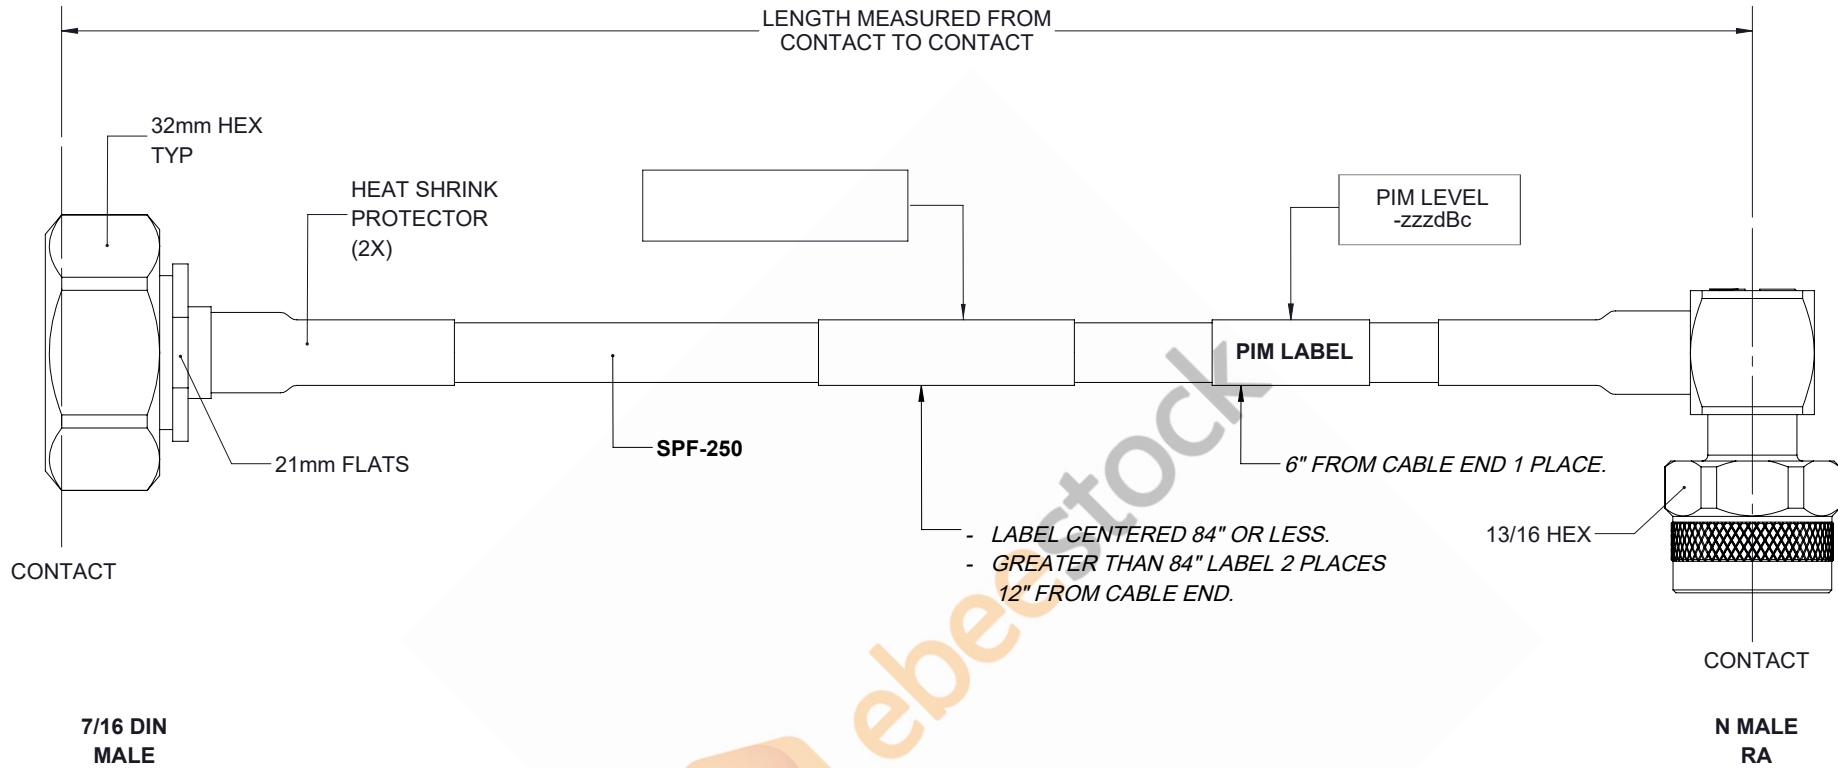 LENGTH MEASURED FROM
CONTACT TO CONTACT
32mm HEX
TYP
HEAT SHRINK
PROTECTOR
(2X)
PIM LEVEL
-zzzdBc
PIM LABEL
SPF-250
21mm FLATS
6" FROM CABLE END 1 PLACE.
- LABEL CENTERED 84" OR LESS.
- GREATER THAN 84" LABEL 2 PLACES
12" FROM CABLE END.
13/16 HEX
CONTACT
CONTACT
7/16 DIN
MALE
N MALE
RA
ebeestock